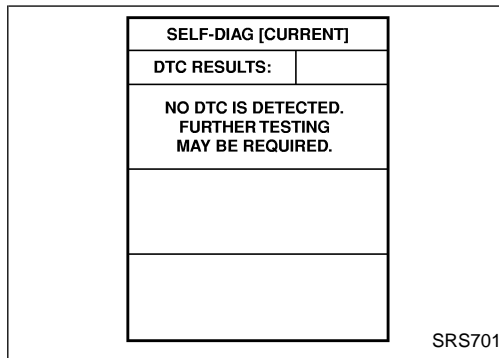 SELF-DIAG [CURRENT]
DTC RESULTS:
NO DTC IS DETECTED.
FURTHER TESTING
MAY BE REQUIRED.
SRS701